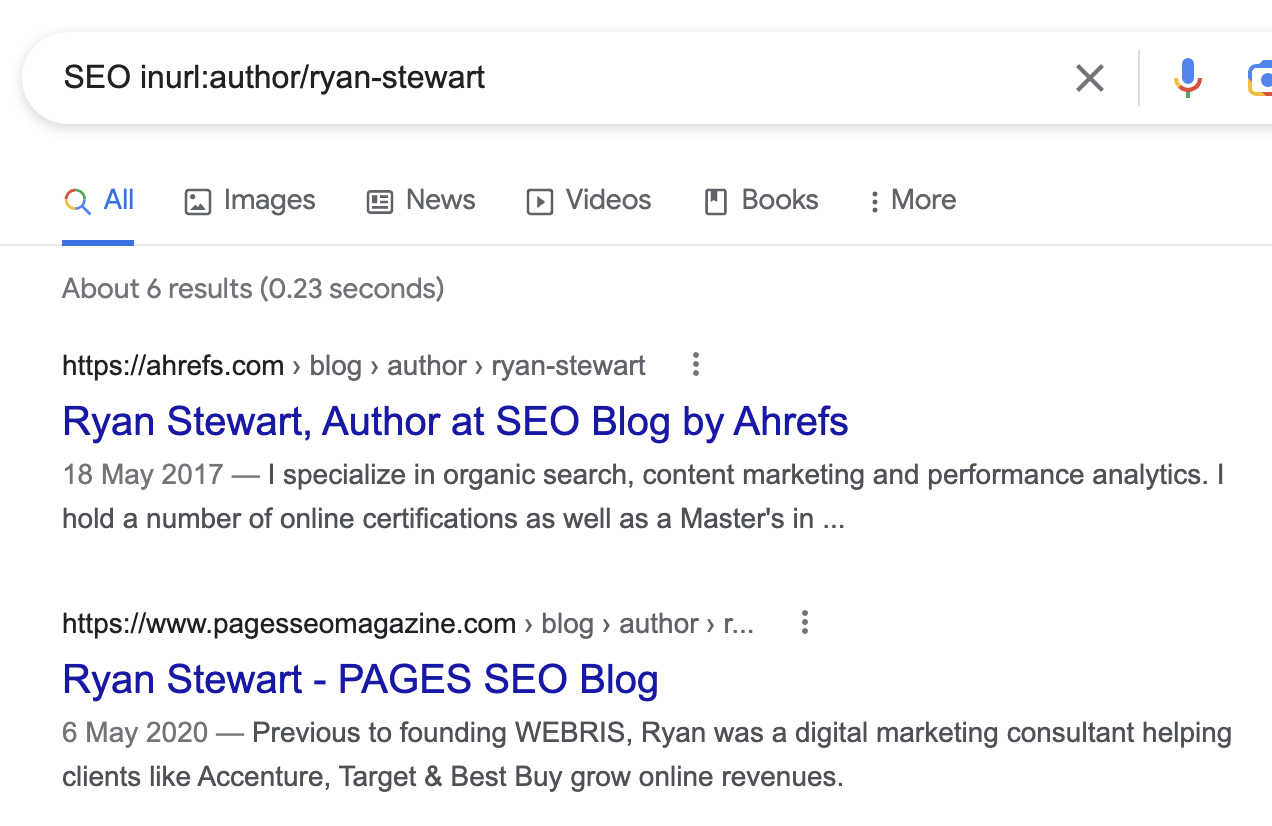 SEO inurl:author/ryan-stewart
All Images News Videos Books More
About 6 results (0.23 seconds)
https://ahrefs.com › blog › author › ryan-stewart
Ryan Stewart, Author at SEO Blog by Ahrefs
18 May 2017 — I specialize in organic search, content marketing and performance analytics. I
hold a number of online certifications as well as a Master's in ...
https://www.pagesseomagazine.com › blog › author › r...
Ryan Stewart - PAGES SEO Blog
6 May 2020 — Previous to founding WEBRIS, Ryan was a digital marketing consultant helping
clients like Accenture, Target & Best Buy grow online revenues.